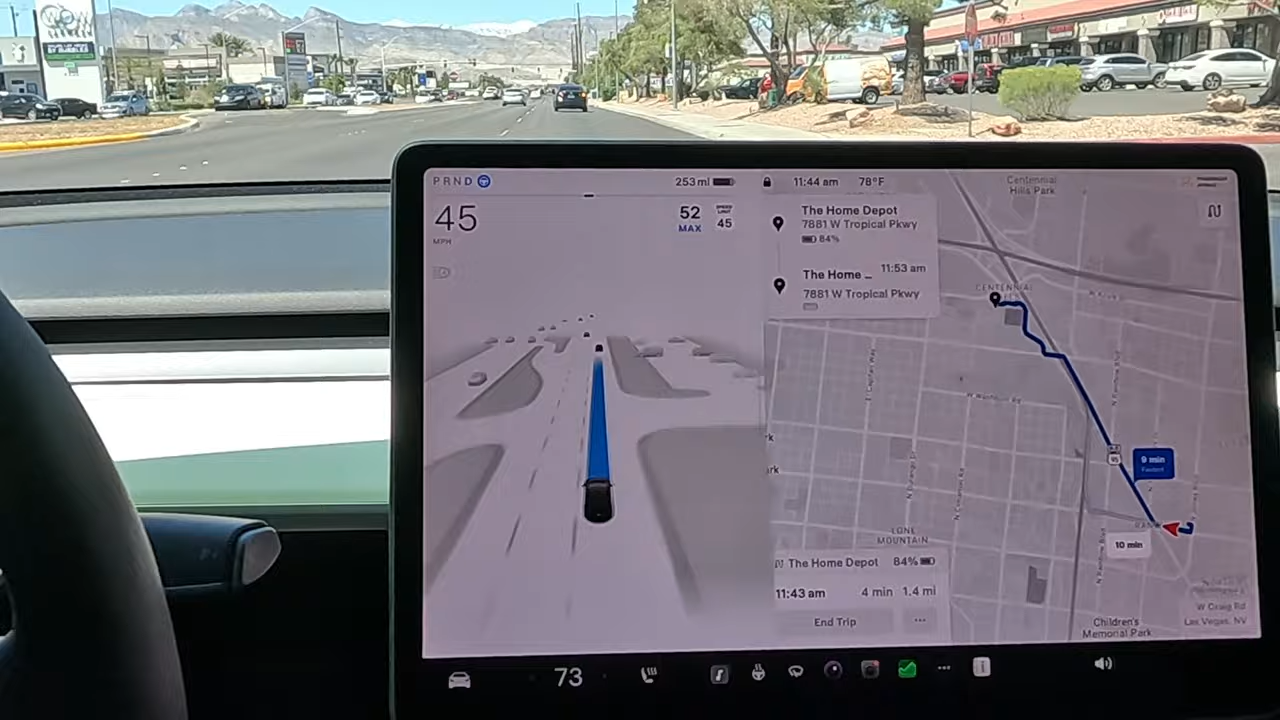 PRND
253 mi
11:44 am
78°F
45
MPH
52
MAX
SPEED
LIMIT
45
The Home Depot
7881 W Tropical Pkwy
84%
The Home ...
11:53 am
7881 W Tropical Pkwy
Centennial
Hills Park
CENTENNIAL
W Washburn Rd
95
9 min
Fastest
10 min
LONE
MOUNTAIN
The Home Depot
84%
11:43 am
4 min
1.4 mi
End Trip
...
W Craig Rd
Las Vegas, NV
Children's
Memorial Park
73